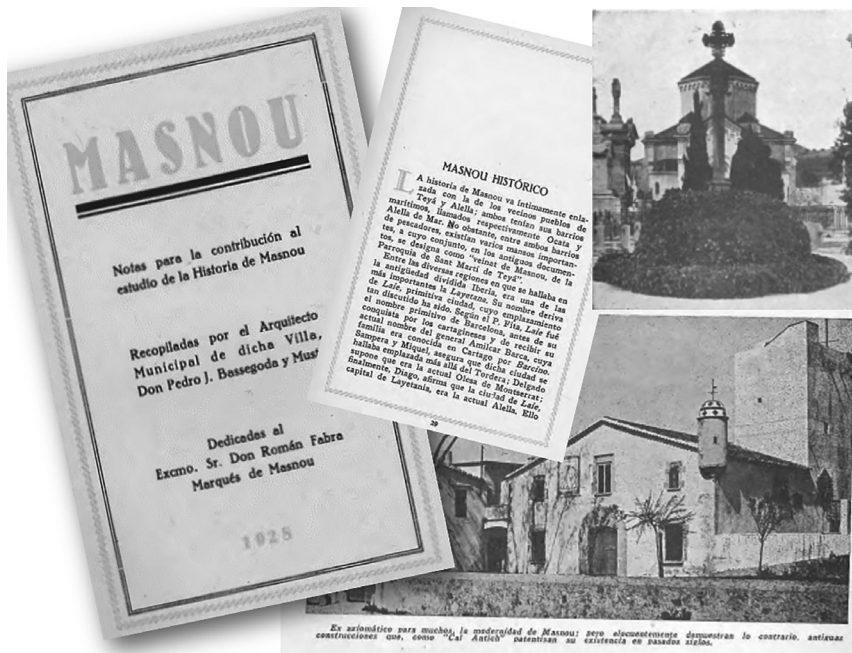 MASNOU
Notas para la contribución al
estudio de la Historia de Masnou
Recopiladas por el Arquitecto
Municipal de dicha Villa,
Don Pedro J. Bassegoda y Must
Dedicadas al
Excmo. Sr. Don Román Fabra
Marqués de Masnou
1928
MASNOU HISTÓRICO
LA historia de Masnou va íntimamente enla-
zada con la de los vecinos pueblos de
Teyá y Alella; ambos tenían sus barrios
marítimos, llamados respectivamente Ocata y
Alella de Mar. No obstante, entre ambos barrios
de pescadores, existían varios mansos importan-
tes, a cuyo conjunto, en los antiguos documen-
tos, se designa como "veinat de Masnou, de la
Parroquia de Sant Martí de Teyá".
Entre las diversas regiones en que se hallaba en
la antigüedad dividida Iberia, era una de las
más importantes la Layetana. Su nombre deriva
de Laie, primitiva ciudad, cuyo emplazamiento
tan discutido ha sido. Según el P. Fita, Laie fué
el nombre primitivo de Barcelona, antes de su
conquista por los cartagineses y de recibir su
actual nombre del general Amilcar Barca, cuya
familia era conocida en Cartago por Barcino.
Sampera y Miquel, asegura que dicha ciudad se
hallaba emplazada más allá del Tordera; Delgado
supone que era la actual Olesa de Montserrat;
finalmente, Diago, afirma que la ciudad de Laie,
capital de Layetanía, era la actual Alella. Ello
29
Es axiomático para muchos, la modernidad de Masnou; pero elocuentemente demuestran lo contrario, antiguas
construcciones que, como "Cal Antich" patentisan su existencia en pasados siglos.